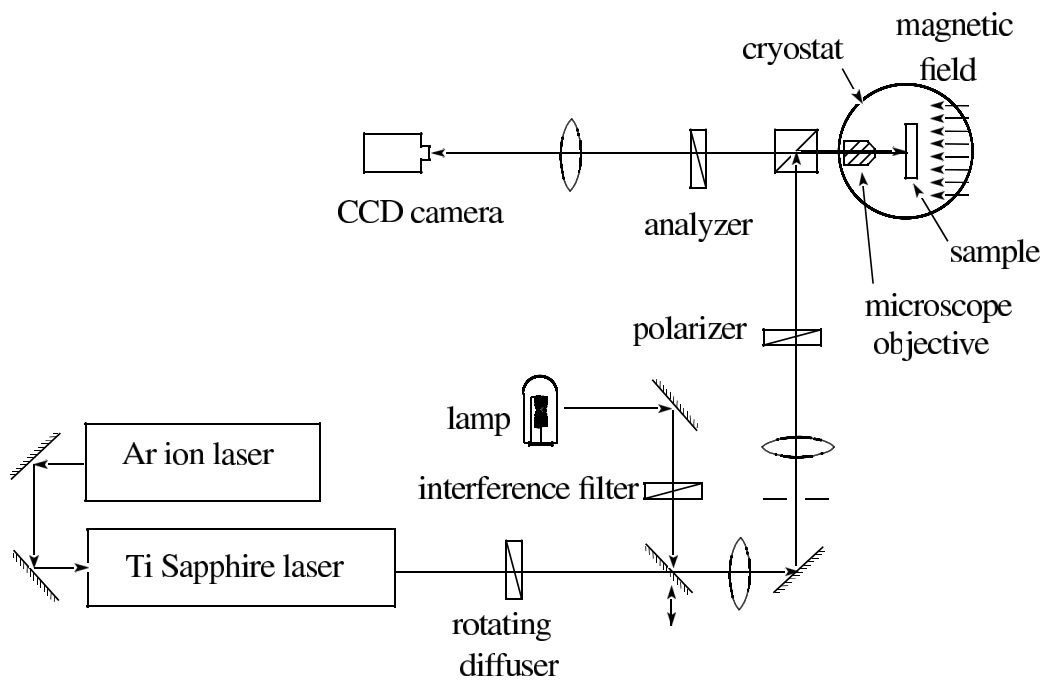 magnetic
field
cryostat
CCD camera
analyzer
sample
microscope
objective
polarizer
lamp
Ar ion laser
interference filter
Ti Sapphire laser
rotating
diffuser